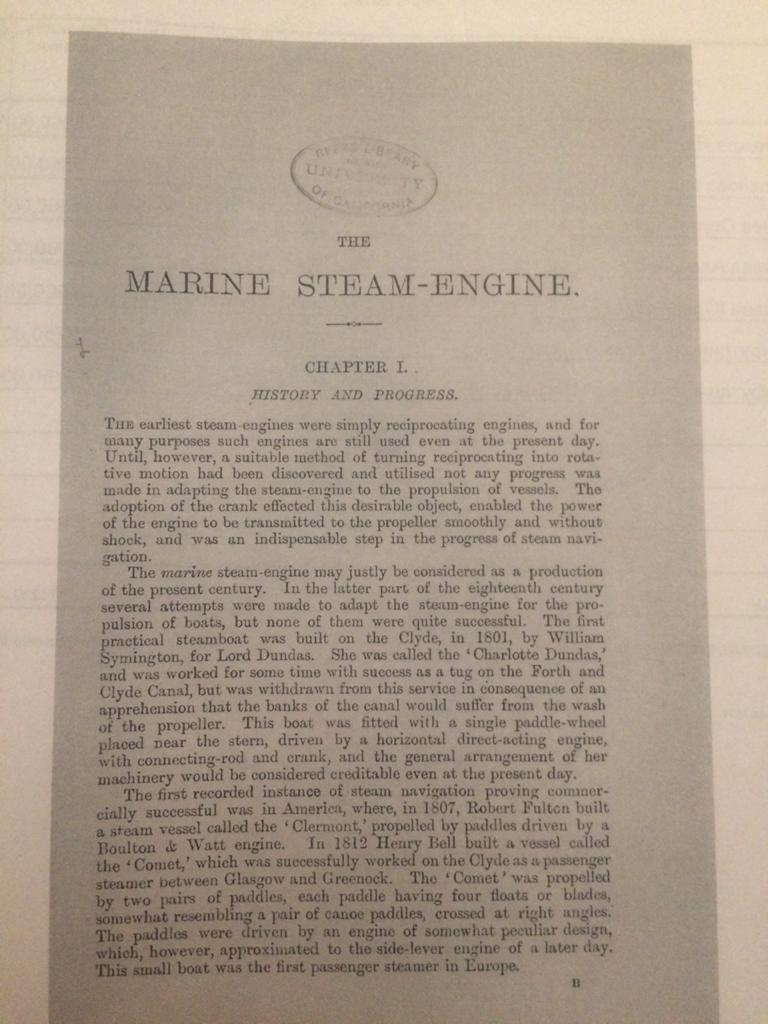 REESE LIBRARY
OF THE
UNIVERSITY
OF CALIFORNIA
THE
MARINE STEAM-ENGINE.
CHAPTER I.
HISTORY AND PROGRESS.
THE earliest steam-engines were simply reciprocating engines, and for
many purposes such engines are still used even at the present day.
Until, however, a suitable method of turning reciprocating into rota-
tive motion had been discovered and utilised not any progress was
made in adapting the steam-engine to the propulsion of vessels. The
adoption of the crank effected this desirable object, enabled the power
of the engine to be transmitted to the propeller smoothly and without
shock, and was an indispensable step in the progress of steam navi-
gation.
The marine steam-engine may justly be considered as a production
of the present century. In the latter part of the eighteenth century
several attempts were made to adapt the steam-engine for the pro-
pulsion of boats, but none of them were quite successful. The first
practical steamboat was built on the Clyde, in 1801, by William
Symington, for Lord Dundas. She was called the ‘Charlotte Dundas,’
and was worked for some time with success as a tug on the Forth and
Clyde Canal, but was withdrawn from this service in consequence of an
apprehension that the banks of the canal would suffer from the wash
of the propeller. This boat was fitted with a single paddle-wheel
placed near the stern, driven by a horizontal direct-acting engine,
with connecting-rod and crank, and the general arrangement of her
machinery would be considered creditable even at the present day.
The first recorded instance of steam navigation proving commer-
cially successful was in America, where, in 1807, Robert Fulton built
a steam vessel called the ‘Clermont,’ propelled by paddles driven by a
Boulton & Watt engine. In 1812 Henry Bell built a vessel called
the ‘Comet,’ which was successfully worked on the Clyde as a passenger
steamer between Glasgow and Greenock. The ‘Comet’ was propelled
by two pairs of paddles, each paddle having four floats or blades,
somewhat resembling a pair of canoe paddles, crossed at right angles.
The paddles were driven by an engine of somewhat peculiar design,
which, however, approximated to the side-lever engine of a later day.
This small boat was the first passenger steamer in Europe.
B